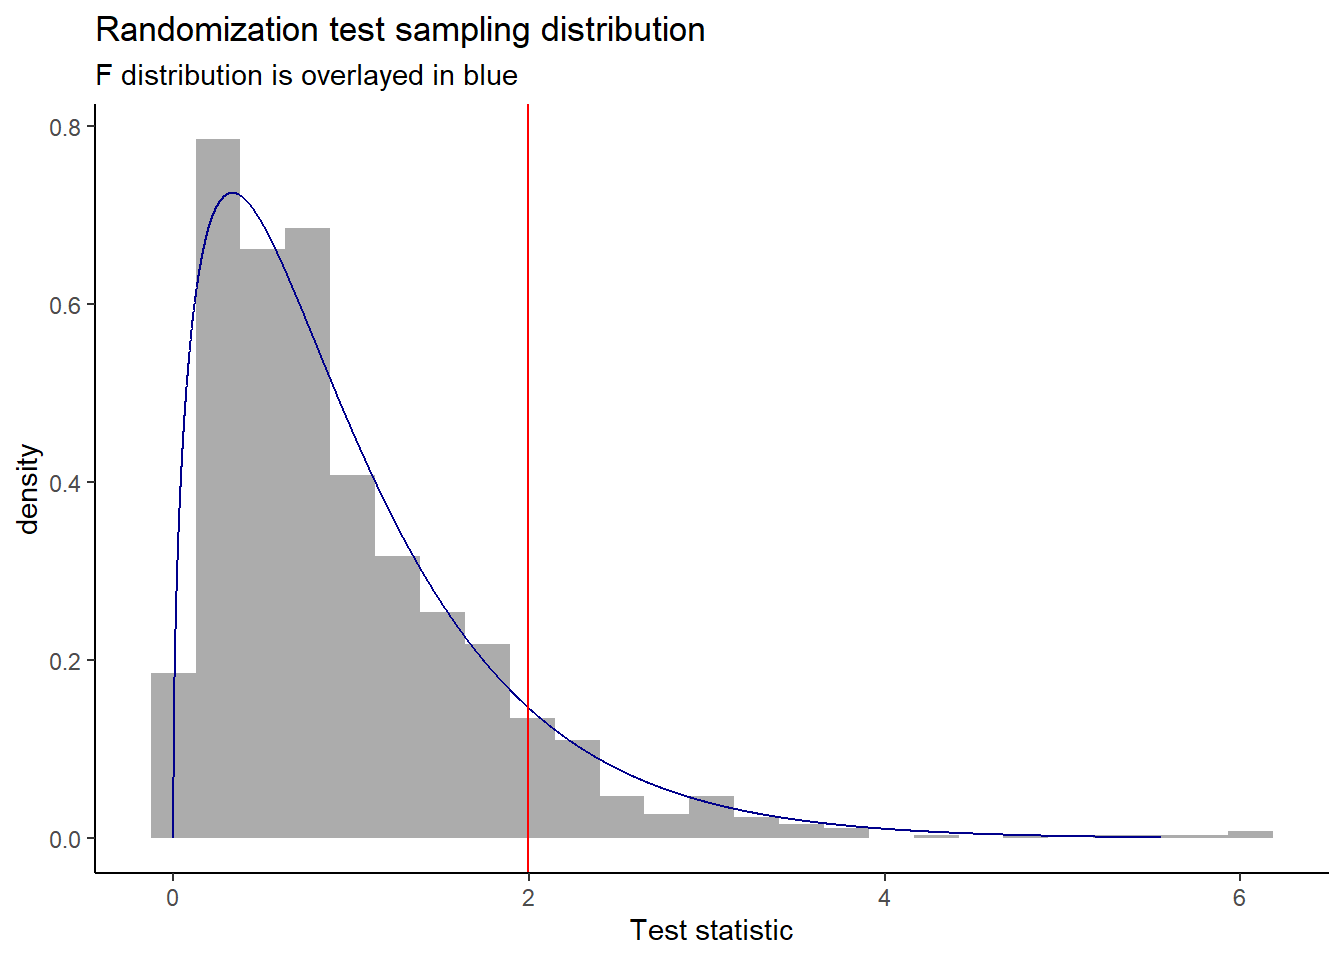 Randomization test sampling distribution
F distribution is overlayed in blue
0.8
0.6
0.4
0.2
0.0
density
0 2 4 6
Test statistic